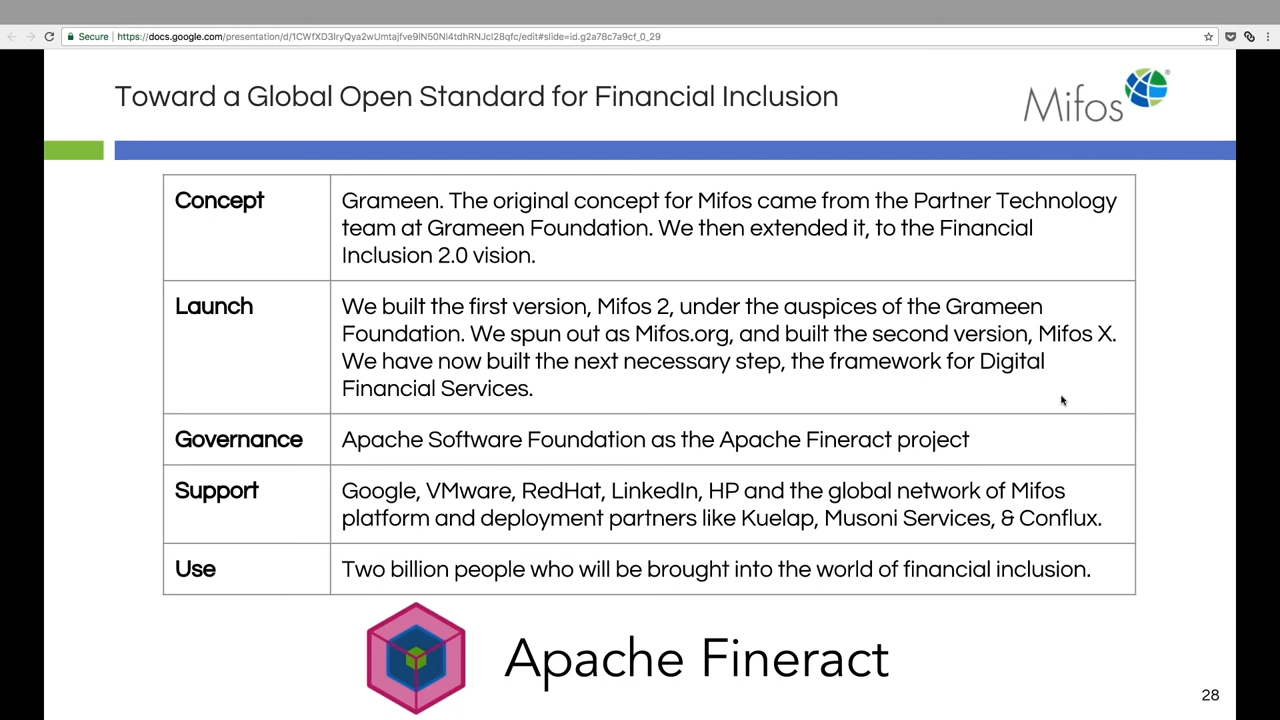 Secure https://docs.google.com/presentation/d/1CWfXD3lryQya2wUmtajfve9lN50Nl4tdhRNJcl28qfc/edit#slide=id.g2a78c7a9cf_0_29
Toward a Global Open Standard for Financial Inclusion
Mifos®
Concept
Grameen. The original concept for Mifos came from the Partner Technology
team at Grameen Foundation. We then extended it, to the Financial
Inclusion 2.0 vision.
Launch
We built the first version, Mifos 2, under the auspices of the Grameen
Foundation. We spun out as Mifos.org, and built the second version, Mifos X.
We have now built the next necessary step, the framework for Digital
Financial Services.
Governance
Apache Software Foundation as the Apache Fineract project
Support
Google, VMware, RedHat, LinkedIn, HP and the global network of Mifos
platform and deployment partners like Kuelap, Musoni Services, & Conflux.
Use
Two billion people who will be brought into the world of financial inclusion.
Apache Fineract
28